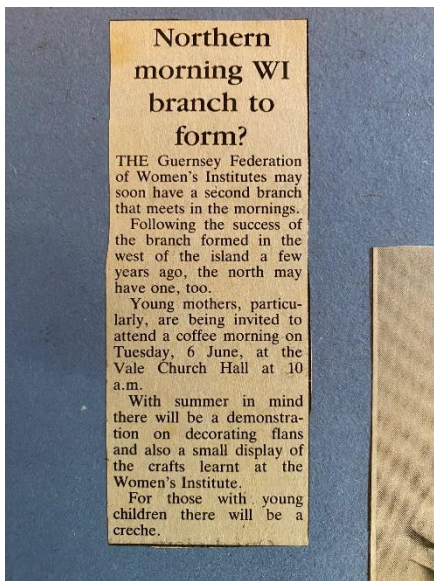 Northern
morning WI
branch to
form?
THE Guernsey Federation
of Women's Institutes may
soon have a second branch
that meets in the mornings.
Following the success of
the branch formed in the
west of the island a few
years ago, the north may
have one, too.
Young mothers, particu-
larly, are being invited to
attend a coffee morning on
Tuesday, 6 June, at the
Vale Church Hall at 10
a.m.
With summer in mind
there will be a demonstra-
tion on decorating flans
and also a small display of
the crafts learnt at the
Women's Institute.
For those with young
children there will be a
creche.